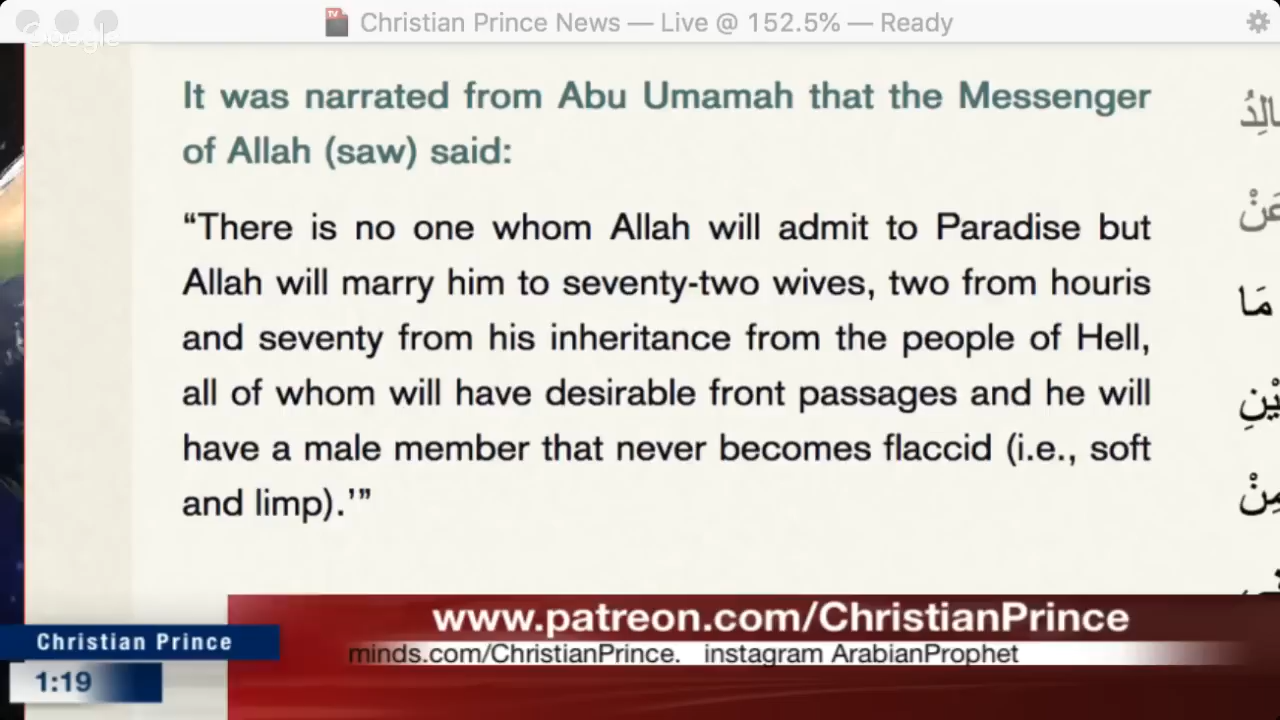 Christian Prince News — Live @ 152.5% — Ready
Google
It was narrated from Abu Umamah that the Messenger
of Allah (saw) said:
“There is no one whom Allah will admit to Paradise but
Allah will marry him to seventy-two wives, two from houris
and seventy from his inheritance from the people of Hell,
all of whom will have desirable front passages and he will
have a male member that never becomes flaccid (i.e., soft
and limp).'”
عَنْ
مَا
مِنْ
www.patreon.com/ChristianPrince
Christian Prince
minds.com/ChristianPrince. instagram ArabianProphet
1:19